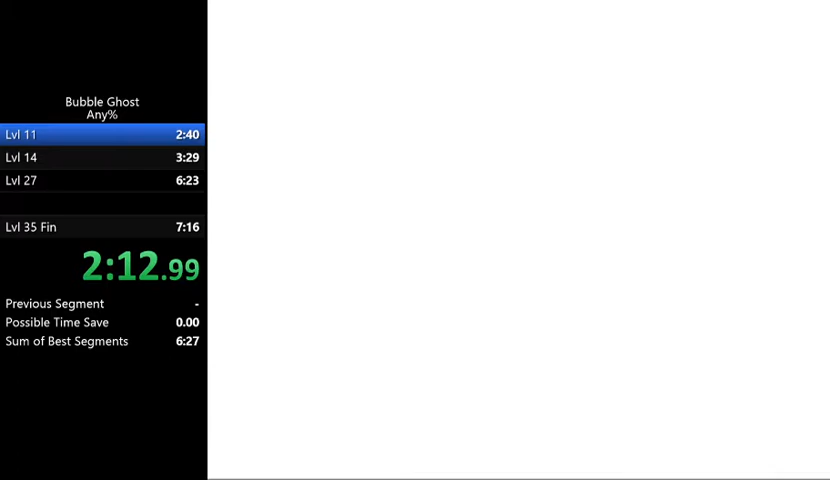 Bubble Ghost
Any%
Lvl 11 2:40
Lvl 14 3:29
Lvl 27 6:23
Lvl 35 Fin 7:16
2:12.99
Previous Segment -
Possible Time Save 0.00
Sum of Best Segments 6:27